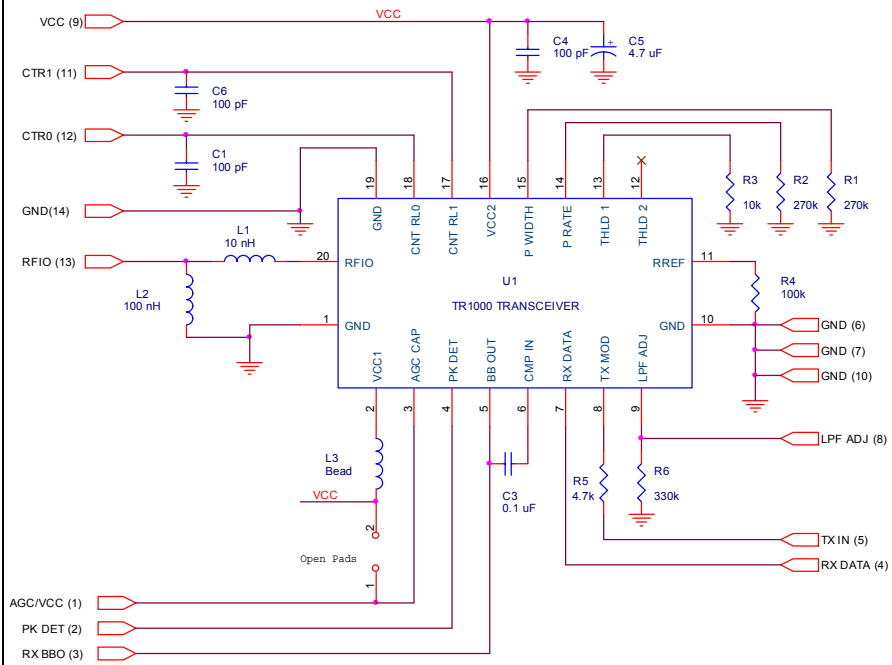 VCC (9)
VCC
C4
100 pF
+
C5
4.7 uF
CTR1 (11)
C6
100 pF
CTR0 (12)
C1
100 pF
19
18
17
16
15
14
13
12
R3
10k
R2
270k
R1
270k
GND(14)
GND
CNT RL0
CNT RL1
VCC2
P WIDTH
P RATE
THLD 1
THLD 2
L1
10 nH
RFIO (13)
20
RFIO
RREF
11
U1
TR1000 TRANSCEIVER
R4
100k
L2
100 nH
1
GND
GND
10
GND (6)
GND (7)
GND (10)
VCC1
AGC CAP
PK DET
BB OUT
CMP IN
RX DATA
TX MOD
LPF ADJ
2
3
4
5
6
7
8
9
LPF ADJ (8)
L3
Bead
C3
0.1 uF
R5
4.7k
R6
330k
VCC
2
Open Pads
1
TX IN (5)
RX DATA (4)
AGC/VCC (1)
PK DET (2)
RX BBO (3)